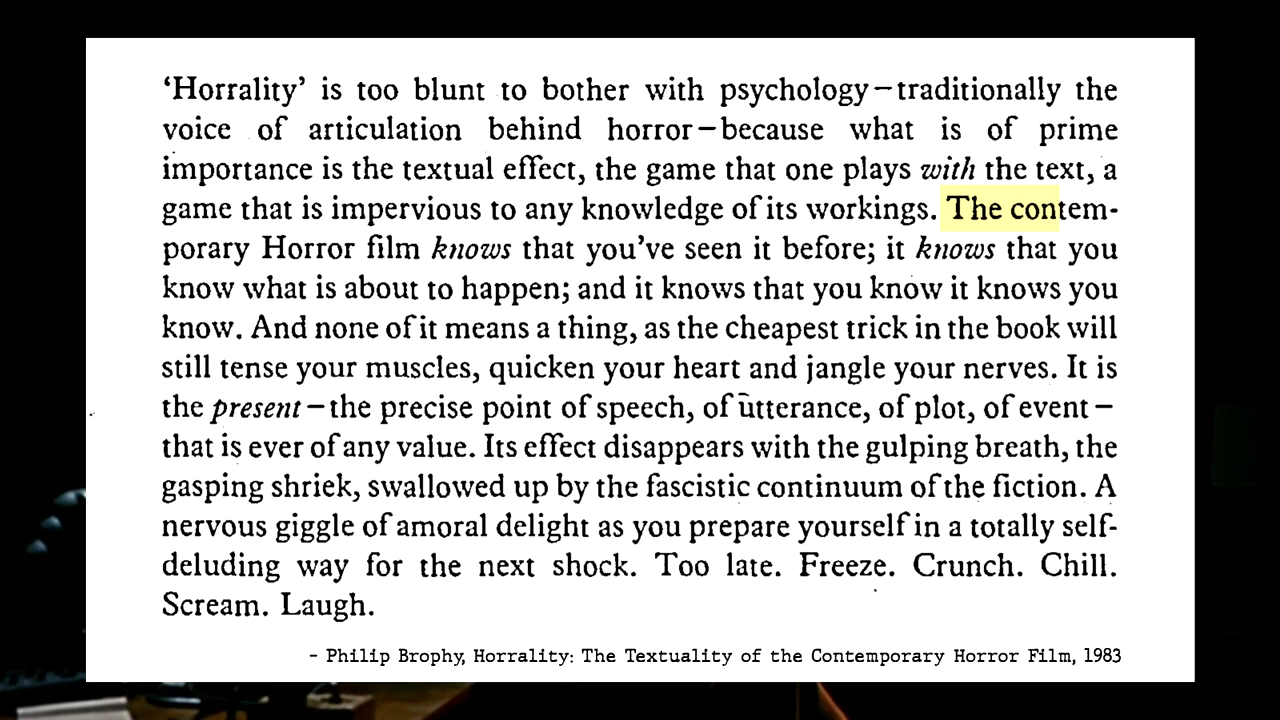 ‘Horrality’ is too blunt to bother with psychology—traditionally the
voice of articulation behind horror—because what is of prime
importance is the textual effect, the game that one plays with the text, a
game that is impervious to any knowledge of its workings. The contem-
porary Horror film knows that you’ve seen it before; it knows that you
know what is about to happen; and it knows that you know it knows you
know. And none of it means a thing, as the cheapest trick in the book will
still tense your muscles, quicken your heart and jangle your nerves. It is
the present—the precise point of speech, of utterance, of plot, of event—
that is ever of any value. Its effect disappears with the gulping breath, the
gasping shriek, swallowed up by the fascistic continuum of the fiction. A
nervous giggle of amoral delight as you prepare yourself in a totally self-
deluding way for the next shock. Too late. Freeze. Crunch. Chill.
Scream. Laugh.
- Philip Brophy, Horrality: The Textuality of the Contemporary Horror Film, 1983